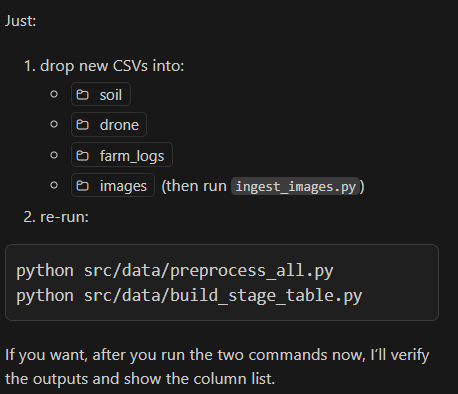 Just:
1. drop new CSVs into:
soil
drone
farm_logs
images (then run ingest_images.py)
2. re-run:
python src/data/preprocess_all.py
python src/data/build_stage_table.py
If you want, after you run the two commands now, I’ll verify
the outputs and show the column list.